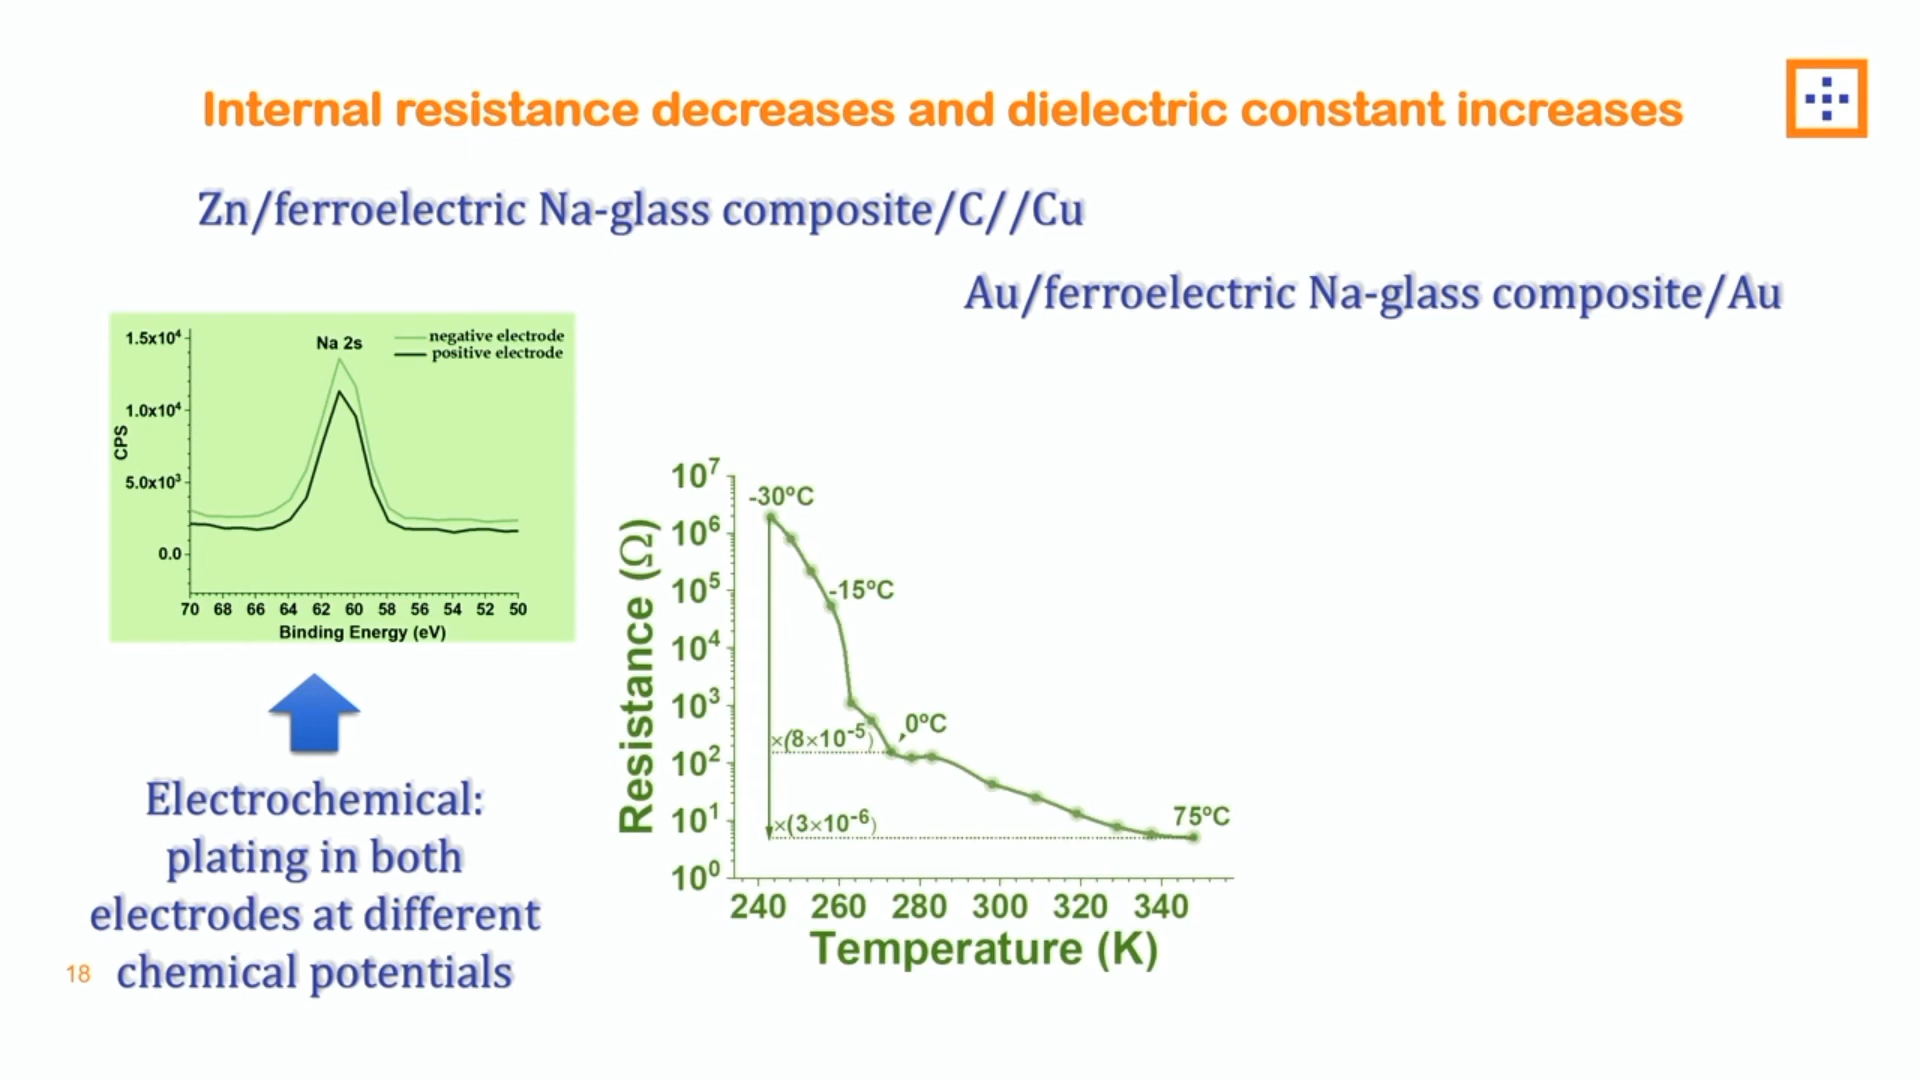 Internal resistance decreases and dielectric constant increases
Zn/ferroelectric Na-glass composite/C//Cu
Au/ferroelectric Na-glass composite/Au
1.5x10⁴
1.0x10⁴
5.0x10³
0.0
CPS
Na 2s
negative electrode
positive electrode
70 68 66 64 62 60 58 56 54 52 50
Binding Energy (eV)
Electrochemical:
plating in both
electrodes at different
chemical potentials
18
Resistance (Ω)
10⁷
10⁶
10⁵
10⁴
10³
10²
10¹
10⁰
-30ºC
-15ºC
0ºC
×(8×10⁻⁵)
×(3×10⁻⁶)
75ºC
240 260 280 300 320 340
Temperature (K)